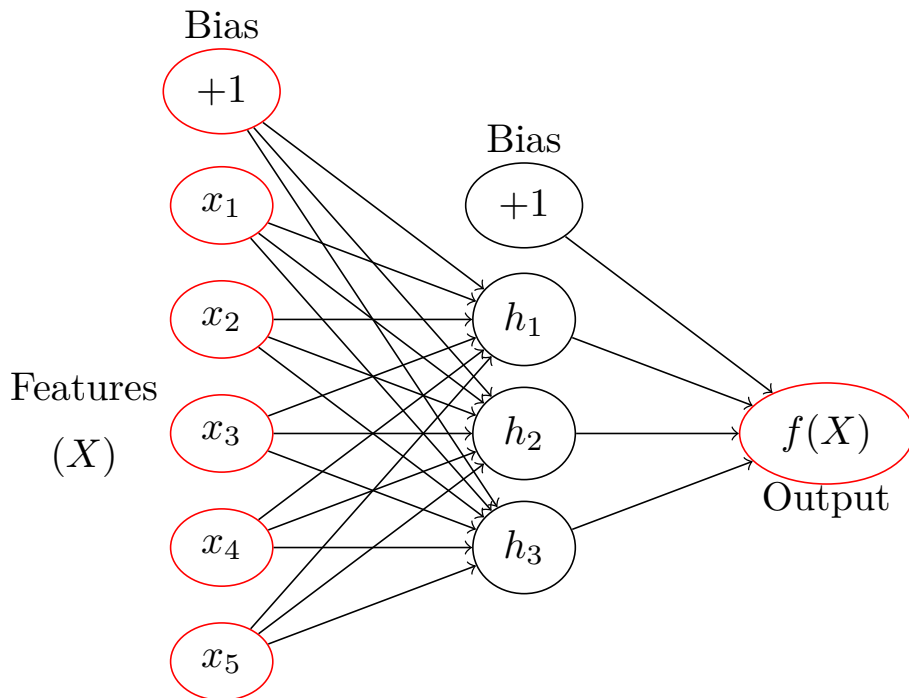 Bias
+1
x₁
x₂
Features
(X)
x₃
x₄
x₅
Bias
+1
h₁
h₂
h₃
f(X)
Output